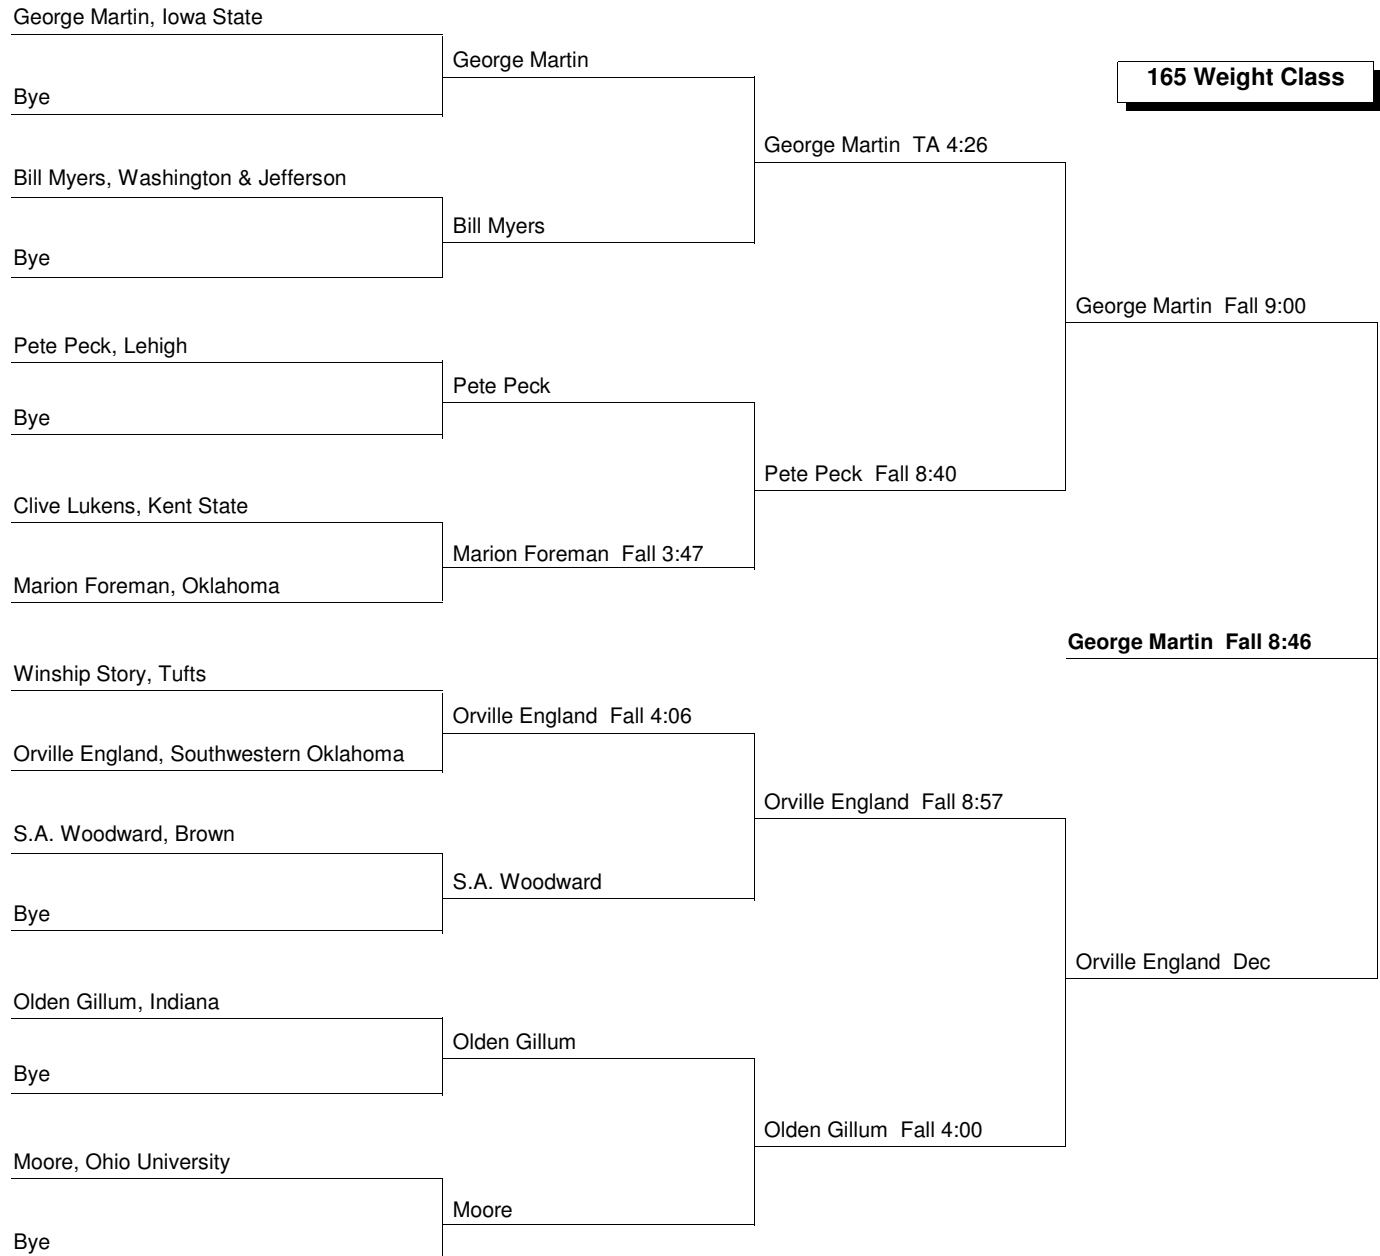 George Martin, Iowa State
George Martin
165 Weight Class
Bye
George Martin  TA 4:26
Bill Myers, Washington & Jefferson
Bill Myers
Bye
George Martin  Fall 9:00
Pete Peck, Lehigh
Pete Peck
Bye
Pete Peck  Fall 8:40
Clive Lukens, Kent State
Marion Foreman  Fall 3:47
Marion Foreman, Oklahoma
George Martin  Fall 8:46
Winship Story, Tufts
Orville England  Fall 4:06
Orville England, Southwestern Oklahoma
Orville England  Fall 8:57
S.A. Woodward, Brown
S.A. Woodward
Bye
Orville England  Dec
Olden Gillum, Indiana
Olden Gillum
Bye
Olden Gillum  Fall 4:00
Moore, Ohio University
Moore
Bye